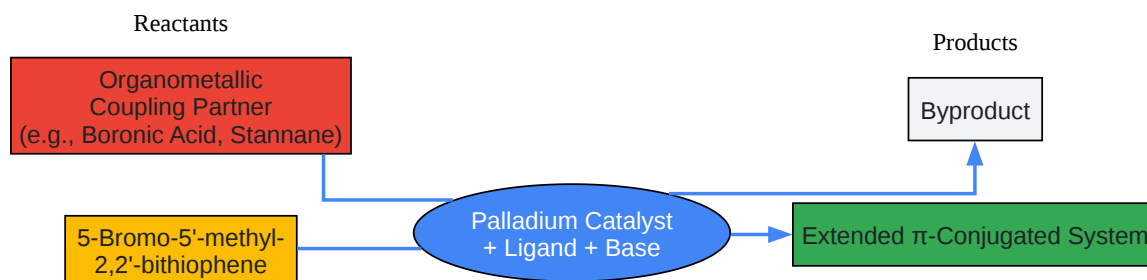 Reactants
Organometallic
Coupling Partner
(e.g., Boronic Acid, Stannane)
5-Bromo-5'-methyl-
2,2'-bithiophene
Palladium Catalyst
+ Ligand + Base
Products
Byproduct
Extended π-Conjugated System